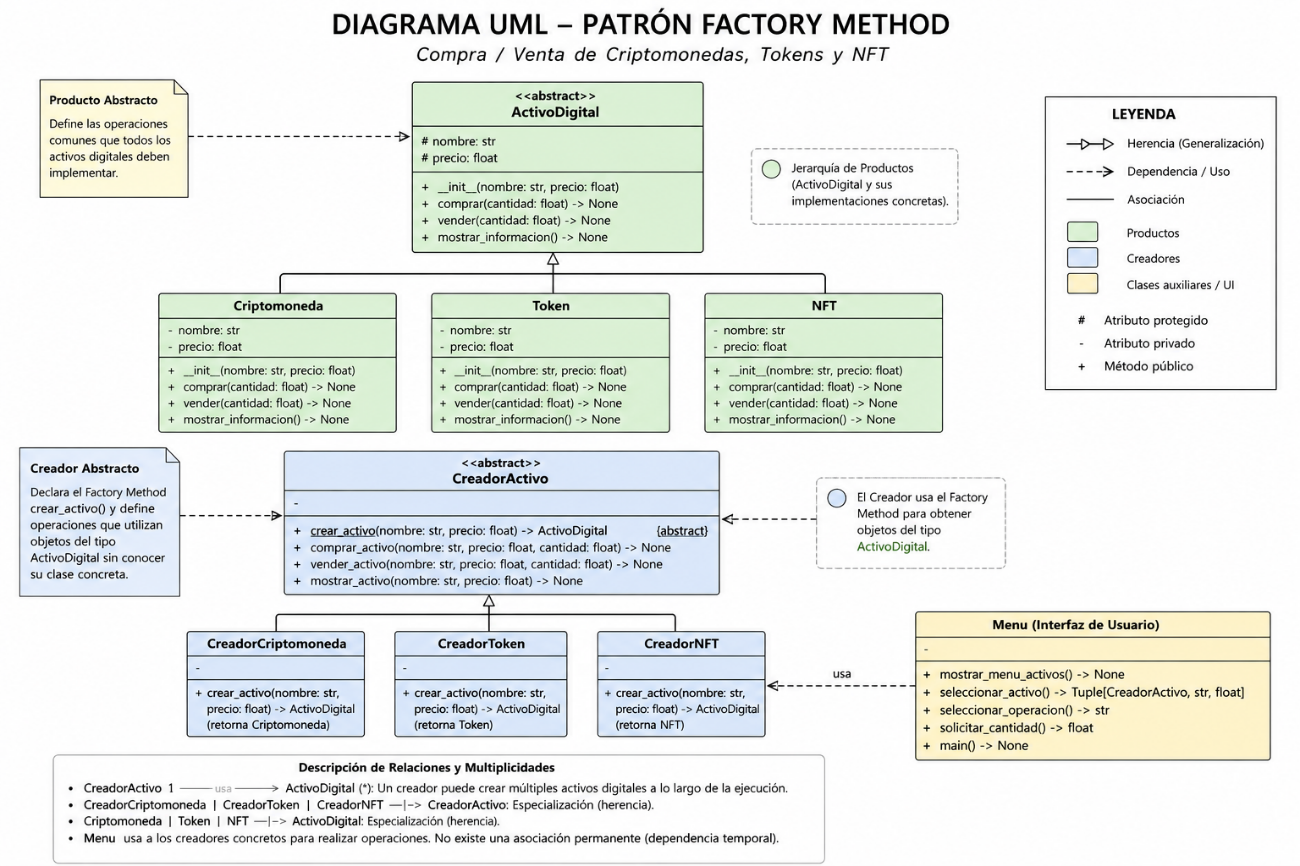 DIAGRAMA UML – PATRÓN FACTORY METHOD
Compra / Venta de Criptomonedas, Tokens y NFT
Producto Abstracto
Define las operaciones
comunes que todos los
activos digitales deben
implementar.
<<abstract>>
ActivoDigital
# nombre: str
# precio: float
+ __init__(nombre: str, precio: float)
+ comprar(cantidad: float) -> None
+ vender(cantidad: float) -> None
+ mostrar_informacion() -> None
Jerarquía de Productos
(ActivoDigital y sus
implementaciones concretas).
LEYENDA
Herencia (Generalización)
Dependencia / Uso
Asociación
Productos
Creadores
Clases auxiliares / UI
# Atributo protegido
- Atributo privado
+ Método público
Criptomoneda
- nombre: str
- precio: float
+ __init__(nombre: str, precio: float)
+ comprar(cantidad: float) -> None
+ vender(cantidad: float) -> None
+ mostrar_informacion() -> None
Token
- nombre: str
- precio: float
+ __init__(nombre: str, precio: float)
+ comprar(cantidad: float) -> None
+ vender(cantidad: float) -> None
+ mostrar_informacion() -> None
NFT
- nombre: str
- precio: float
+ __init__(nombre: str, precio: float)
+ comprar(cantidad: float) -> None
+ vender(cantidad: float) -> None
+ mostrar_informacion() -> None
Creador Abstracto
Declara el Factory Method
crear_activo() y define
operaciones que utilizan
objetos del tipo
ActivoDigital sin conocer
su clase concreta.
<<abstract>>
CreadorActivo
-
+ crear_activo(nombre: str, precio: float) -> ActivoDigital {abstract}
+ comprar_activo(nombre: str, precio: float, cantidad: float) -> None
+ vender_activo(nombre: str, precio: float, cantidad: float) -> None
+ mostrar_activo(nombre: str, precio: float) -> None
El Creador usa el Factory
Method para obtener
objetos del tipo
ActivoDigital.
CreadorCriptomoneda
-
+ crear_activo(nombre: str,
precio: float) -> ActivoDigital
(retorna Criptomoneda)
CreadorToken
-
+ crear_activo(nombre: str,
precio: float) -> ActivoDigital
(retorna Token)
CreadorNFT
-
+ crear_activo(nombre: str,
precio: float) -> ActivoDigital
(retorna NFT)
usa
Menu (Interfaz de Usuario)
-
+ mostrar_menu_activos() -> None
+ seleccionar_activo() -> Tuple[CreadorActivo, str, float]
+ seleccionar_operacion() -> str
+ solicitar_cantidad() -> float
+ main() -> None
Descripción de Relaciones y Multiplicidades
• CreadorActivo 1 — usa ⟶ ActivoDigital (*): Un creador puede crear múltiples activos digitales a lo largo de la ejecución.
• CreadorCriptomoneda | CreadorToken | CreadorNFT —|-> CreadorActivo: Especialización (herencia).
• Criptomoneda | Token | NFT —|-> ActivoDigital: Especialización (herencia).
• Menu usa a los creadores concretos para realizar operaciones. No existe una asociación permanente (dependencia temporal).